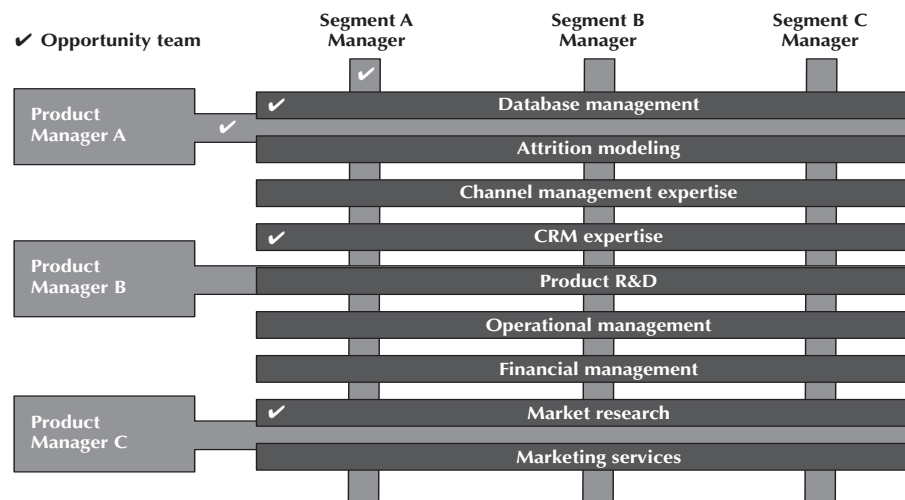 Segment A
Manager
Segment B
Manager
Segment C
Manager
✔ Opportunity team
Product
Manager A
✔
✔
✔ Database management
Attrition modeling
Channel management expertise
✔ CRM expertise
Product
Manager B
Product R&D
Operational management
Financial management
Product
Manager C
✔ Market research
Marketing services